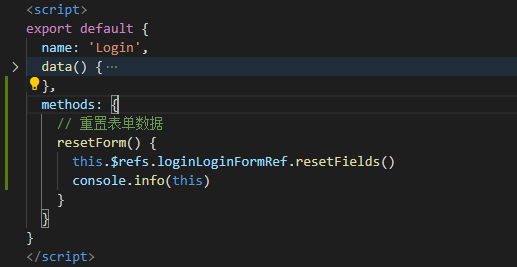 <script>
export default {
  name: 'Login',
  data() { ...
  },
  methods: {
    // 重置表单数据
    resetForm() {
      this.$refs.loginLoginFormRef.resetFields()
      console.info(this)
    }
  }
}
</script>